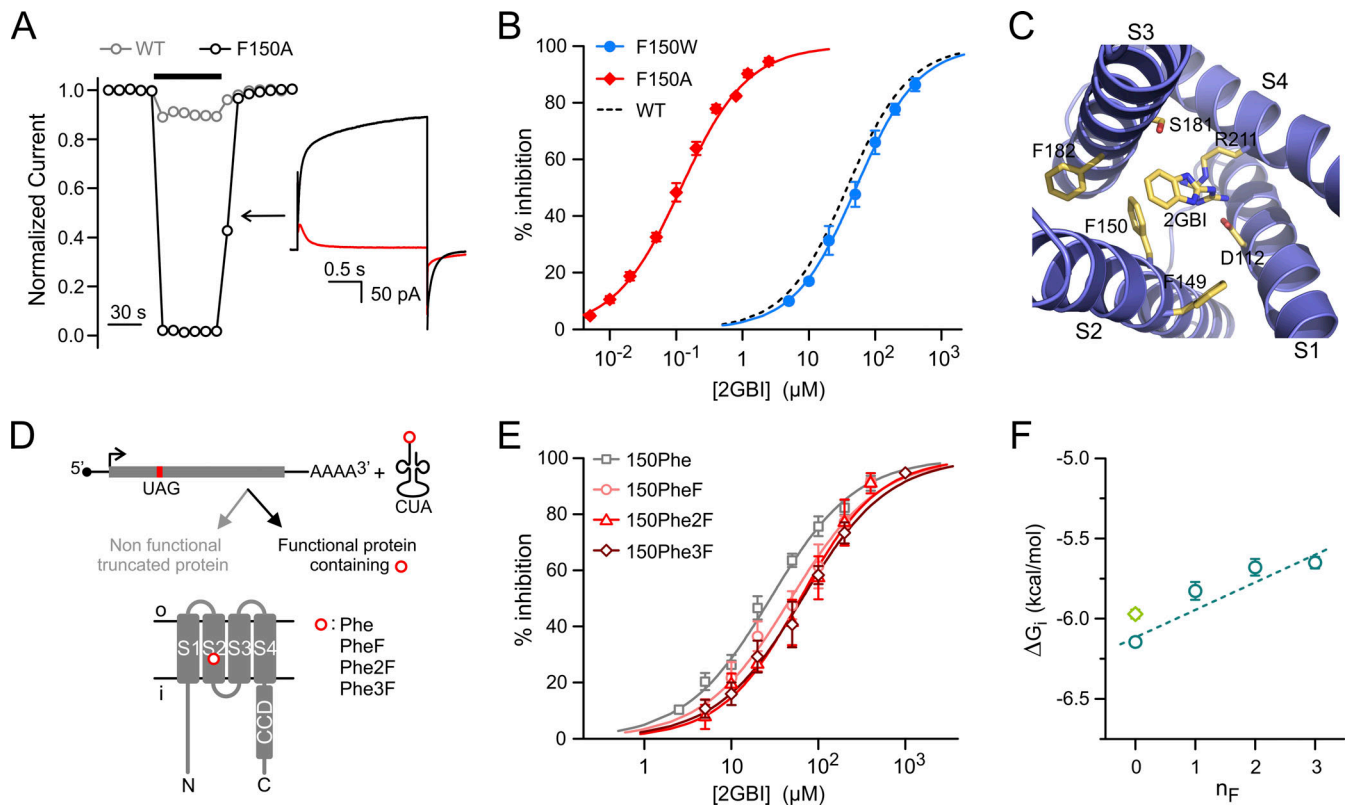 A
WT
F150A
Normalized Current
1.0
0.8
0.6
0.4
0.2
0.0
30 s
0.5 s
50 pA
B
% inhibition
100
80
60
40
20
0
F150W
F150A
WT
10-2
10-1
1
10
102
103
[2GBI] (µM)
C
S3
S4
S181
R211
F182
2GBI
F150
D112
F149
S2
S1
D
5'
AAAA3' +
UAG
CUA
Non functional
truncated protein
Functional protein
containing
o
S1
S2
S3
S4
i
CCD
N
C
: Phe
PheF
Phe2F
Phe3F
E
% inhibition
100
80
60
40
20
0
150Phe
150PheF
150Phe2F
150Phe3F
1
10
102
103
[2GBI] (µM)
F
ΔGi (kcal/mol)
-5.0
-5.5
-6.0
-6.5
0
1
2
3
nF